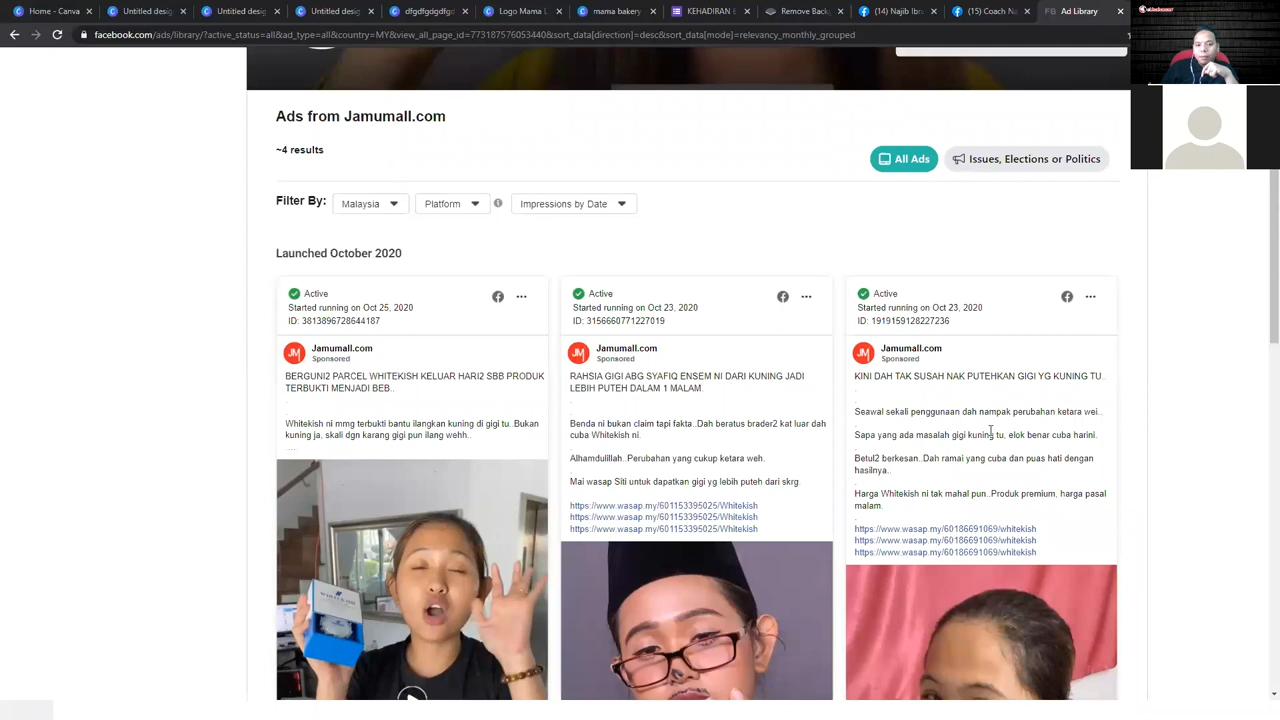 Home - Canva
Untitled desig
Untitled desig
Untitled desig
dfgdfgdgdfgd
Logo Mama L
mama bakery
KEHADIRAN B
Remove Back
(14) Najib Ibra
(15) Coach Na
Ad Library
facebook.com/ads/library/?active_status=all&ad_type=all&country=MY&view_all_page_id=773187576053440&sort_data[direction]=desc&sort_data[mode]=relevancy_monthly_grouped
Ads from Jamumall.com
~4 results
All Ads
Issues, Elections or Politics
Filter By:
Malaysia
Platform
Impressions by Date
Launched October 2020
Active
Started running on Oct 25, 2020
ID: 3813896728644187
JM
Jamumall.com
Sponsored
BERGUNI2 PARCEL WHITEKISH KELUAR HARI2 SBB PRODUK
TERBUKTI MENJADI BEB..
.
.
Whitekish ni mmg terbukti bantu ilangkan kuning di gigi tu..Bukan
kuning ja, skali dgn karang gigi pun ilang wehh..
....
Active
Started running on Oct 23, 2020
ID: 3156660771227019
JM
Jamumall.com
Sponsored
RAHSIA GIGI ABG SYAFIQ ENSEM NI DARI KUNING JADI
LEBIH PUTEH DALAM 1 MALAM.
.
.
Benda ni bukan claim tapi fakta..Dah beratus brader2 kat luar dah
cuba Whitekish ni.
.
Alhamdulillah..Perubahan yang cukup ketara weh.
.
Mai wasap Siti untuk dapatkan gigi yg lebih puteh dari skrg.
.
https://www.wasap.my/601153395025/Whitekish
https://www.wasap.my/601153395025/Whitekish
https://www.wasap.my/601153395025/Whitekish
Active
Started running on Oct 23, 2020
ID: 1919159128227236
JM
Jamumall.com
Sponsored
KINI DAH TAK SUSAH NAK PUTEHKAN GIGI YG KUNING TU..
.
.
Seawal sekali penggunaan dah nampak perubahan ketara wei..
.
Sapa yang ada masalah gigi kuning tu, elok benar cuba harini.
.
Betul2 berkesan..Dah ramai yang cuba dan puas hati dengan
hasilnya..
.
Harga Whitekish ni tak mahal pun..Produk premium, harga pasal
malam.
.
https://www.wasap.my/60186691069/whitekish
https://www.wasap.my/60186691069/whitekish
https://www.wasap.my/60186691069/whitekish